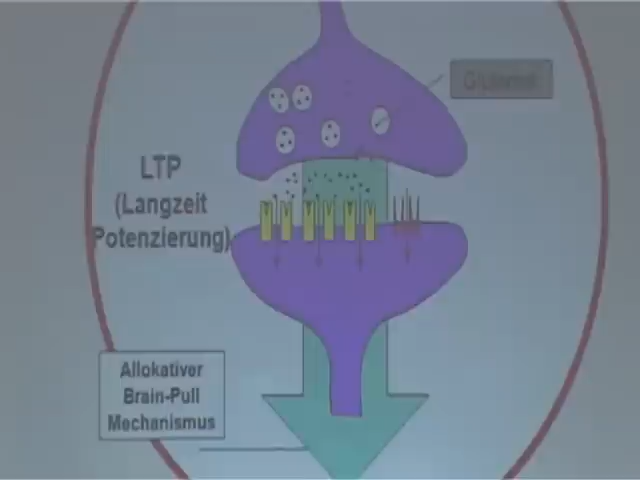 LTP
(Langzeit
Potenzierung)
Allokativer
Brain-Pull
Mechanismus